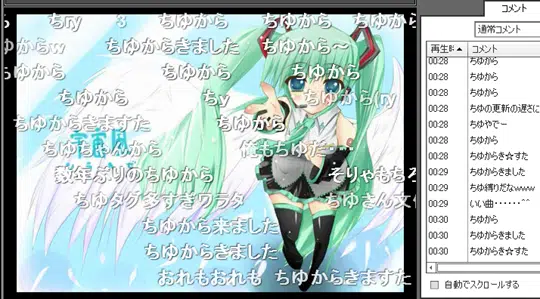 ちry 3 ちゆから ちゆから ちゆから
ちゆからw ちゆからきました ちゆから～
ちゆから ちゆから ちゆから
ちゆから ちゅ ちゆから(ry
ちゆからきますた ちゆから
ちゆちゃんから 俺もちゆだ
数年ぶりのちゆから そりゃもちろ
ちゆタグ多すぎワラタ ちゆさん文
ちゆから来ました
ちゆからきました
おれもおれも ちゆからきますた
コメント
通常コメント
再生 コメント
00:28 ちゆから
00:28 ちゆから
00:28 ちゆから
00:28 ちゆの更新の遅さに
00:28 ちゆやでー
00:28 ちゆから
00:28 ちゆからき☆すた
00:29 ちゆからきました
00:29 ちゆ縛りだなwww
00:29 いい曲・・・・・・^^
00:30 ちゆから
00:30 ちゆからきました
00:30 ちゆからき☆すた
自動でスクロールする